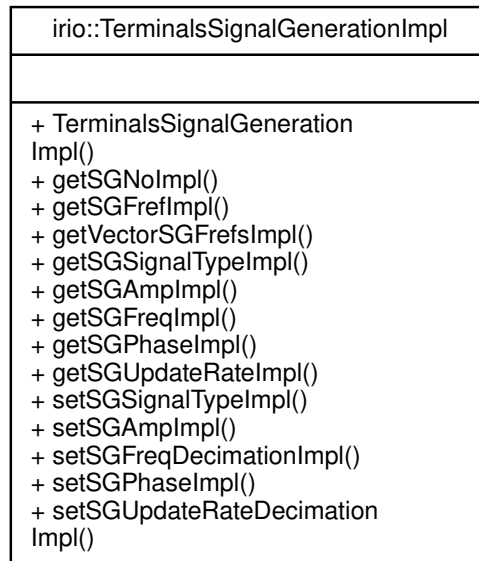 irio::TerminalsSignalGenerationImpl
+ TerminalsSignalGeneration
Impl()
+ getSGNoImpl()
+ getSGFrefImpl()
+ getVectorSGFrefsImpl()
+ getSGSignalTypeImpl()
+ getSGAmpImpl()
+ getSGFreqImpl()
+ getSGPhaseImpl()
+ getSGUpdateRateImpl()
+ setSGSignalTypeImpl()
+ setSGAmpImpl()
+ setSGFreqDecimationImpl()
+ setSGPhaseImpl()
+ setSGUpdateRateDecimation
Impl()